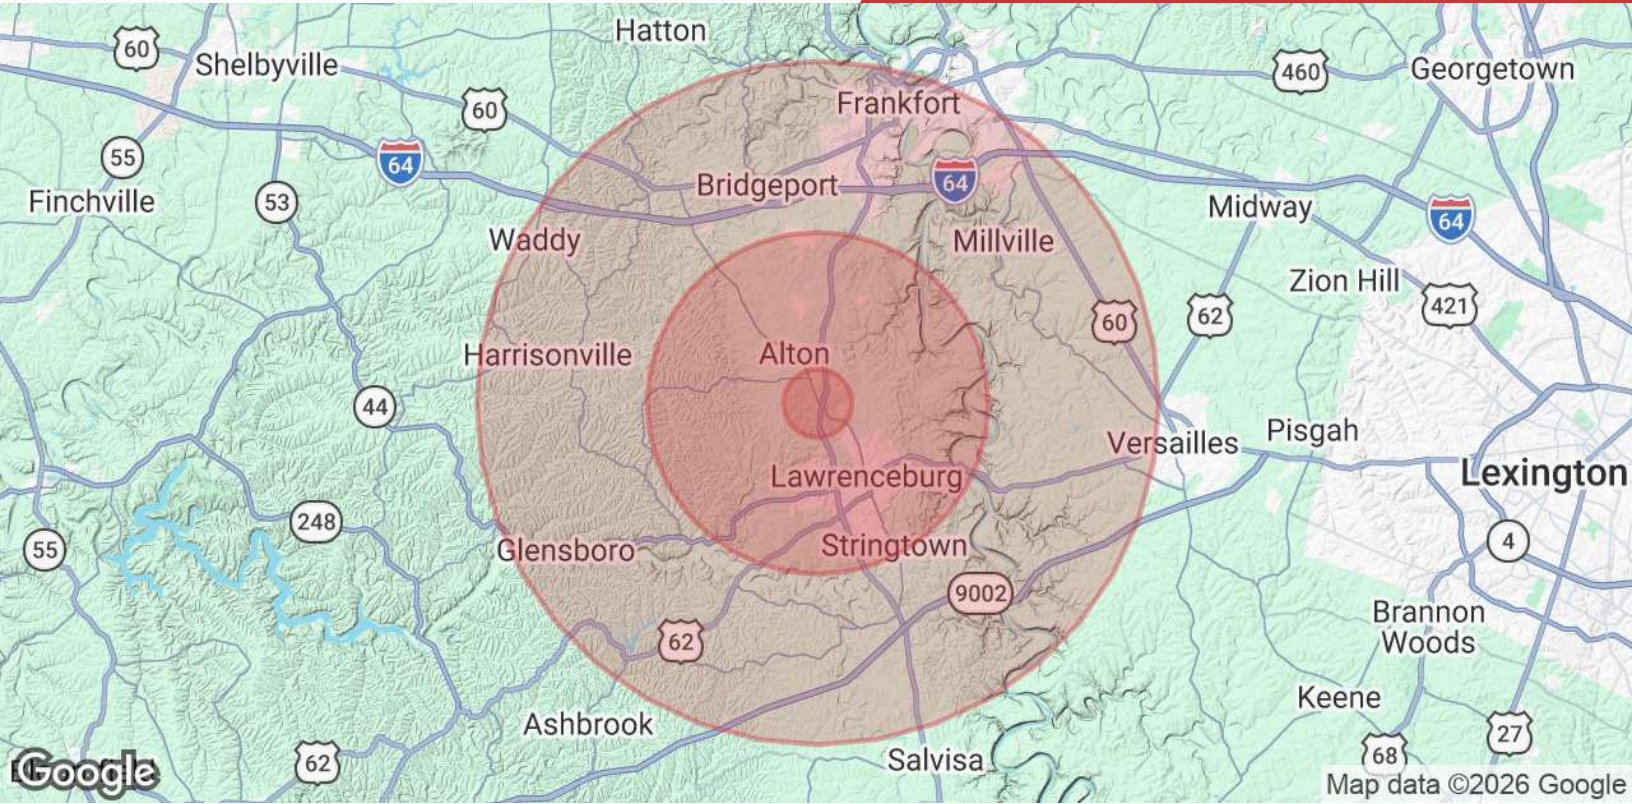 Hatton
60
Shelbyville
460
Georgetown
60
Frankfort
55
64
Bridgeport
64
Finchville
53
Midway
64
Waddy
Millville
Zion Hill
421
60
62
Harrisonville
Alton
44
Versailles
Pisgah
Lawrenceburg
Lexington
248
55
Glensboro
Stringtown
4
9002
Brannon
Woods
62
Keene
Ashbrook
27
Salvisa
68
62
Google
Map data ©2026 Google